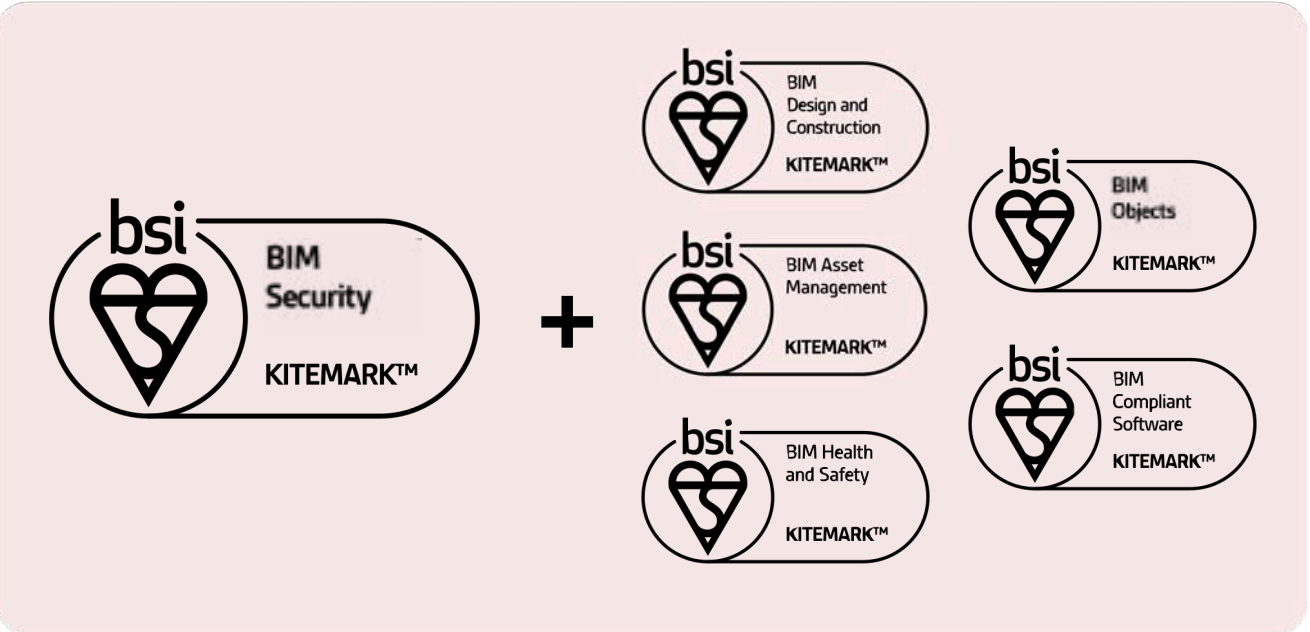 bsi
BIM
Security
KITEMARK™
+
bsi
BIM
Design and
Construction
KITEMARK™
bsi
BIM Asset
Management
KITEMARK™
bsi
BIM Health
and Safety
KITEMARK™
bsi
BIM
Objects
KITEMARK™
bsi
BIM
Compliant
Software
KITEMARK™